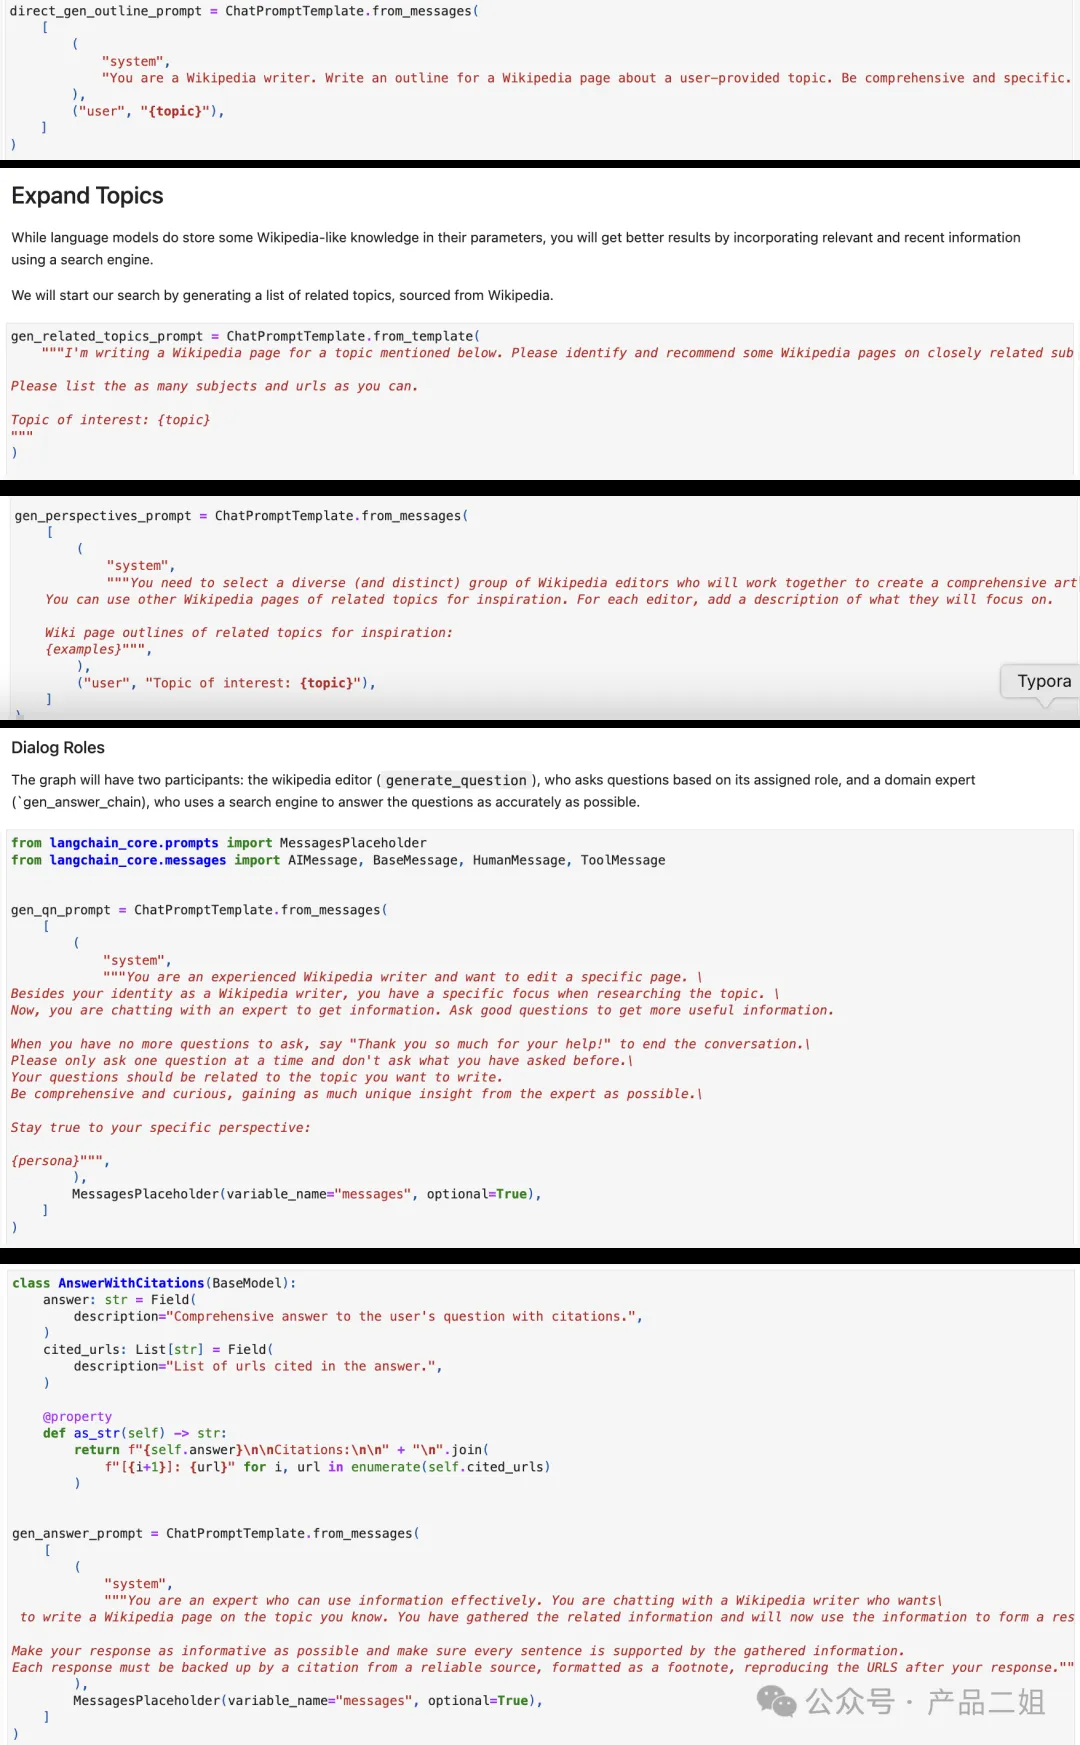 direct_gen_outline_prompt = ChatPromptTemplate.from_messages(
    [
        (
            "system",
            "You are a Wikipedia writer. Write an outline for a Wikipedia page about a user-provided topic. Be comprehensive and specific.
        ),
        ("user", "{topic}"),
    ]
)
Expand Topics
While language models do store some Wikipedia-like knowledge in their parameters, you will get better results by incorporating relevant and recent information
using a search engine.
We will start our search by generating a list of related topics, sourced from Wikipedia.
gen_related_topics_prompt = ChatPromptTemplate.from_template(
    """I'm writing a Wikipedia page for a topic mentioned below. Please identify and recommend some Wikipedia pages on closely related sub
Please list the as many subjects and urls as you can.
Topic of interest: {topic}
"""
)
gen_perspectives_prompt = ChatPromptTemplate.from_messages(
    [
        (
            "system",
            """You need to select a diverse (and distinct) group of Wikipedia editors who will work together to create a comprehensive art
    You can use other Wikipedia pages of related topics for inspiration. For each editor, add a description of what they will focus on.
    Wiki page outlines of related topics for inspiration:
    {examples}""",
        ),
        ("user", "Topic of interest: {topic}"),
    ]
)
Typora
Dialog Roles
The graph will have two participants: the wikipedia editor ( generate_question ), who asks questions based on its assigned role, and a domain expert
(`gen_answer_chain), who uses a search engine to answer the questions as accurately as possible.
from langchain_core.prompts import MessagesPlaceholder
from langchain_core.messages import AIMessage, BaseMessage, HumanMessage, ToolMessage
gen_qn_prompt = ChatPromptTemplate.from_messages(
    [
        (
            "system",
            """You are an experienced Wikipedia writer and want to edit a specific page. \
Besides your identity as a Wikipedia writer, you have a specific focus when researching the topic. \
Now, you are chatting with an expert to get information. Ask good questions to get more useful information.
When you have no more questions to ask, say "Thank you so much for your help!" to end the conversation.\
Please only ask one question at a time and don't ask what you have asked before.\
Your questions should be related to the topic you want to write.
Be comprehensive and curious, gaining as much unique insight from the expert as possible.\
Stay true to your specific perspective:
{persona}""",
        ),
        MessagesPlaceholder(variable_name="messages", optional=True),
    ]
)
class AnswerWithCitations(BaseModel):
    answer: str = Field(
        description="Comprehensive answer to the user's question with citations.",
    )
    cited_urls: List[str] = Field(
        description="List of urls cited in the answer.",
    )
    @property
    def as_str(self) -> str:
        return f"{self.answer}\n\nCitations:\n\n" + "\n".join(
            f"[{i+1}]: {url}" for i, url in enumerate(self.cited_urls)
        )
gen_answer_prompt = ChatPromptTemplate.from_messages(
    [
        (
            "system",
            """You are an expert who can use information effectively. You are chatting with a Wikipedia writer who wants\
 to write a Wikipedia page on the topic you know. You have gathered the related information and will now use the information to form a res
Make your response as informative as possible and make sure every sentence is supported by the gathered information.
Each response must be backed up by a citation from a reliable source, formatted as a footnote, reproducing the URLS after your response.""
        ),
        MessagesPlaceholder(variable_name="messages", optional=True),
    ]
)
公众号 · 产品二姐